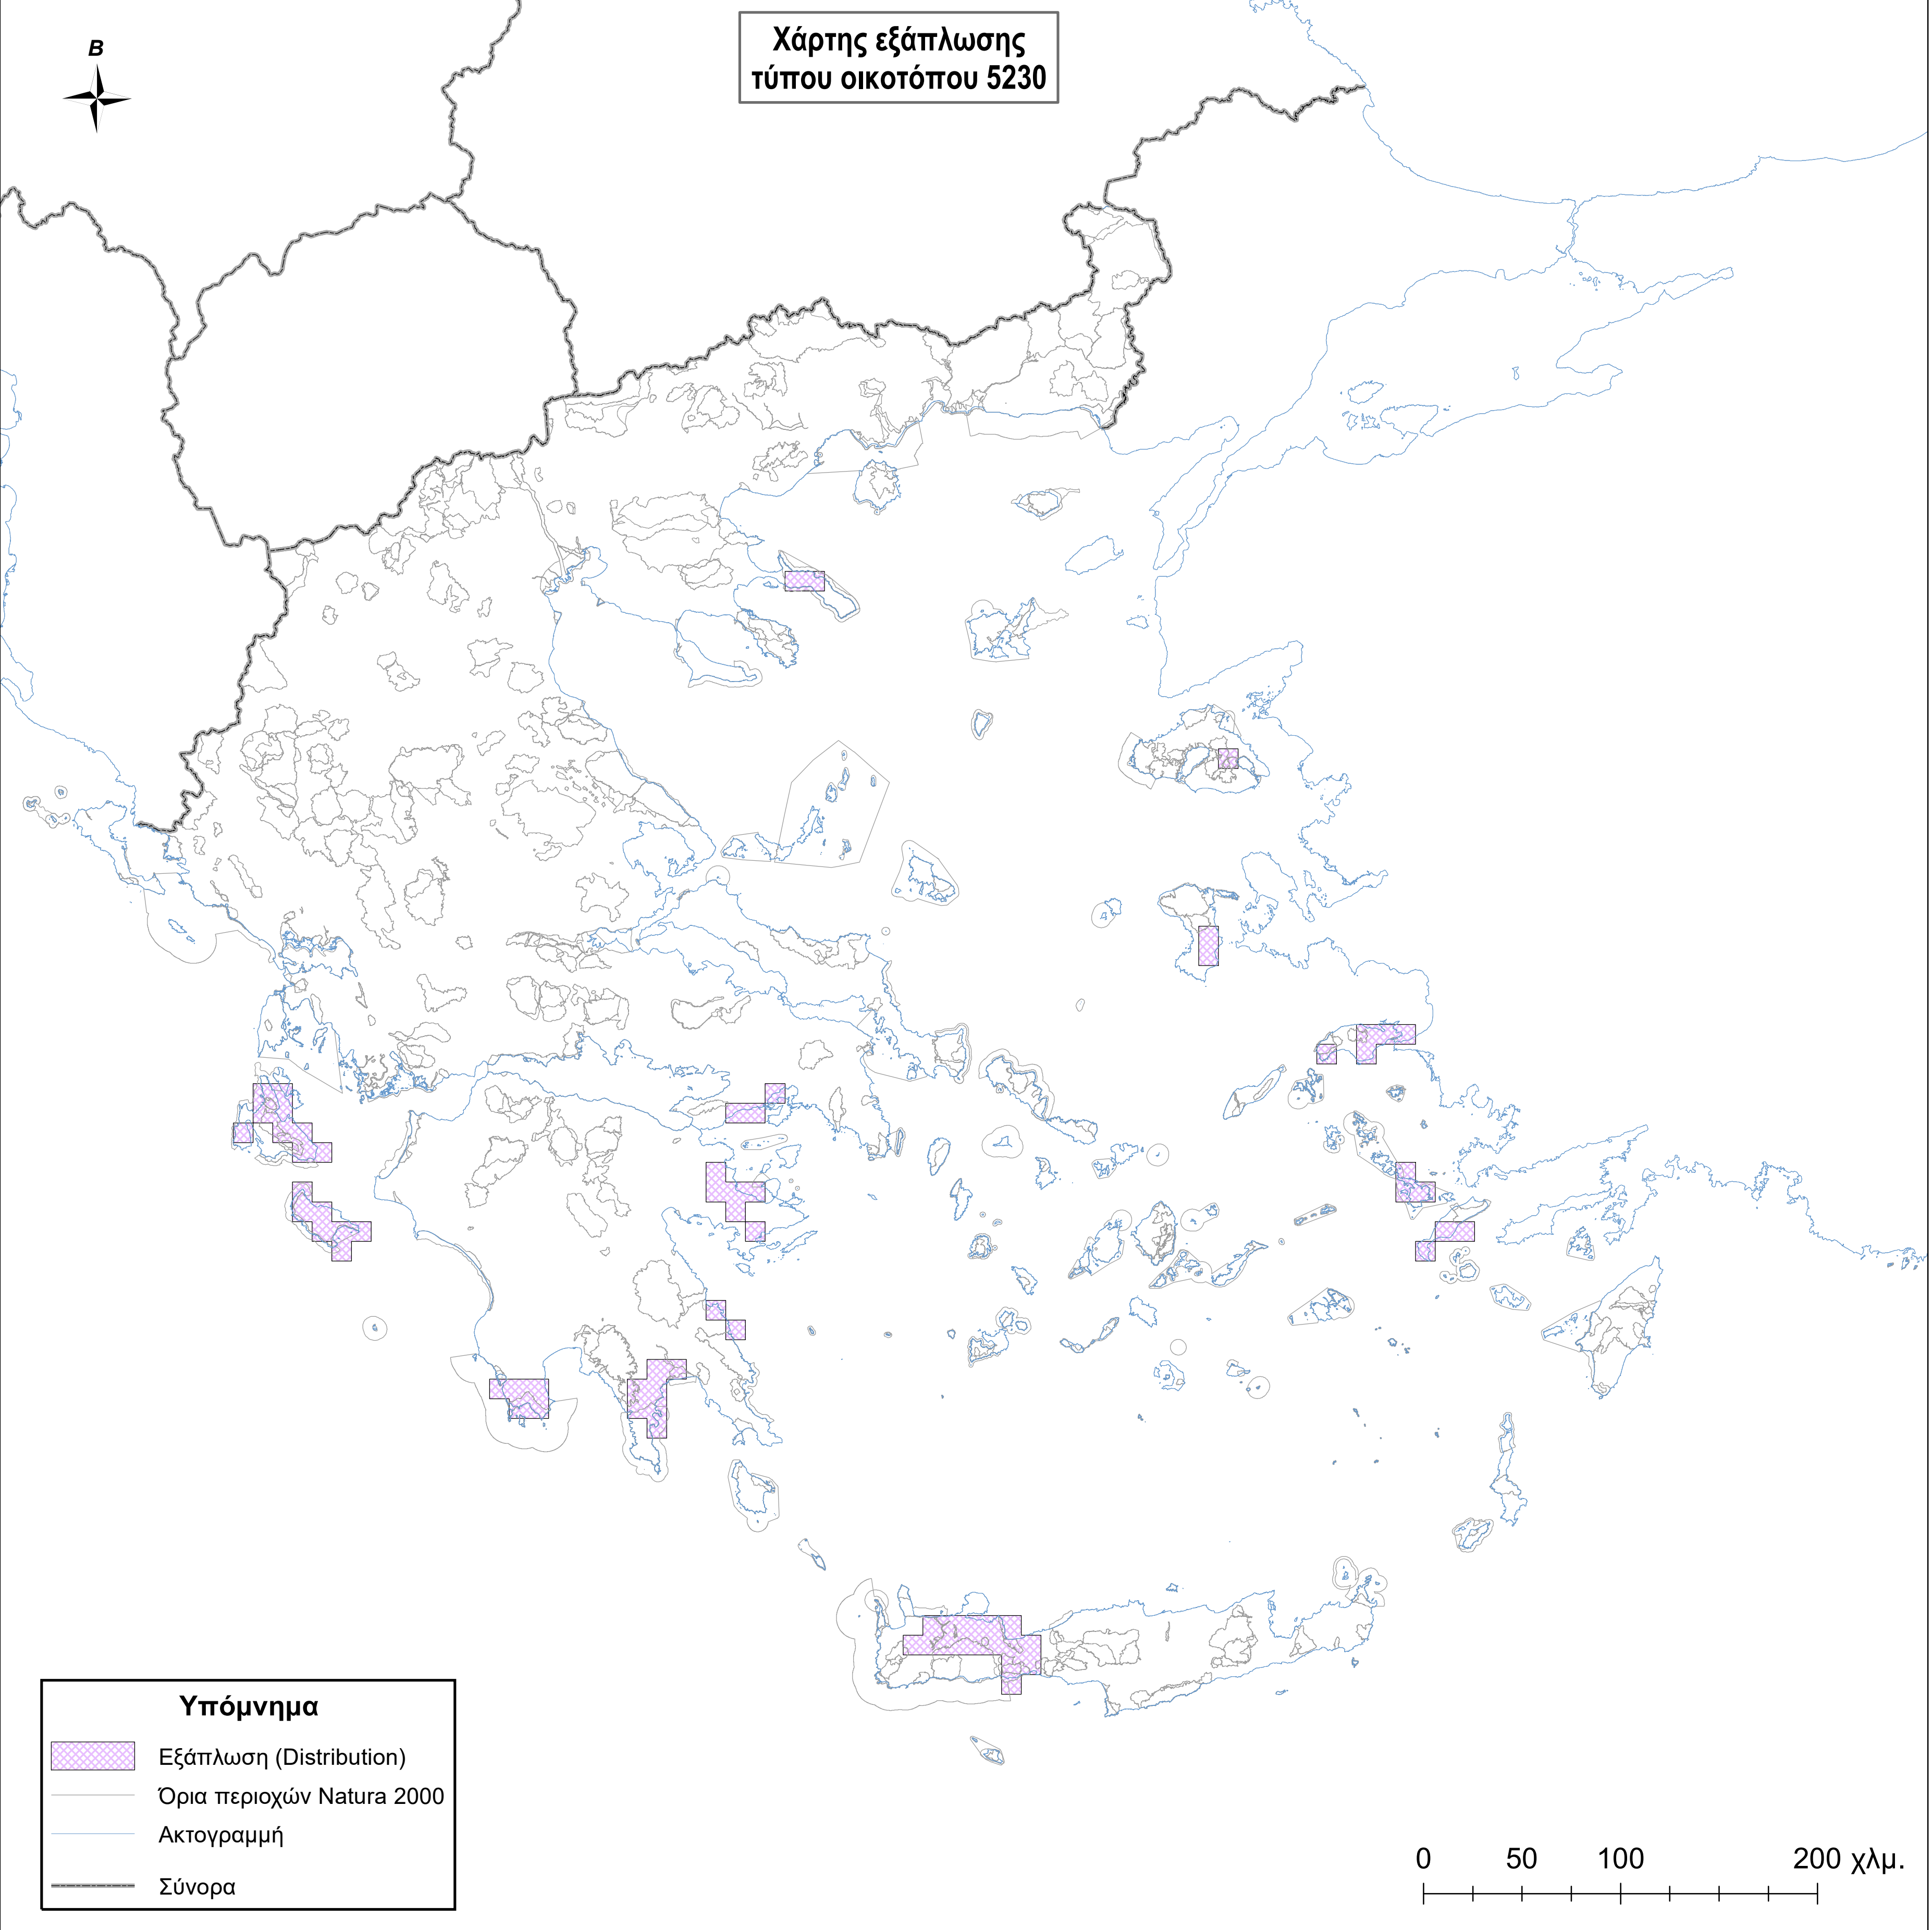 Χάρτης εξάπλωσης
τύπου οικοτόπου 5230
Β
Υπόμνημα
Εξάπλωση (Distribution)
Όρια περιοχών Natura 2000
Ακτογραμμή
Σύνορα
0 50 100 200 χλμ.